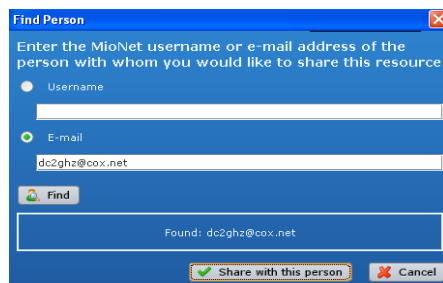 Find Person
Enter the MioNet username or e-mail address of the
person with whom you would like to share this resource
Username
E-mail
dc2ghz@cox.net
Find
Found: dc2ghz@cox.net
Share with this person
Cancel